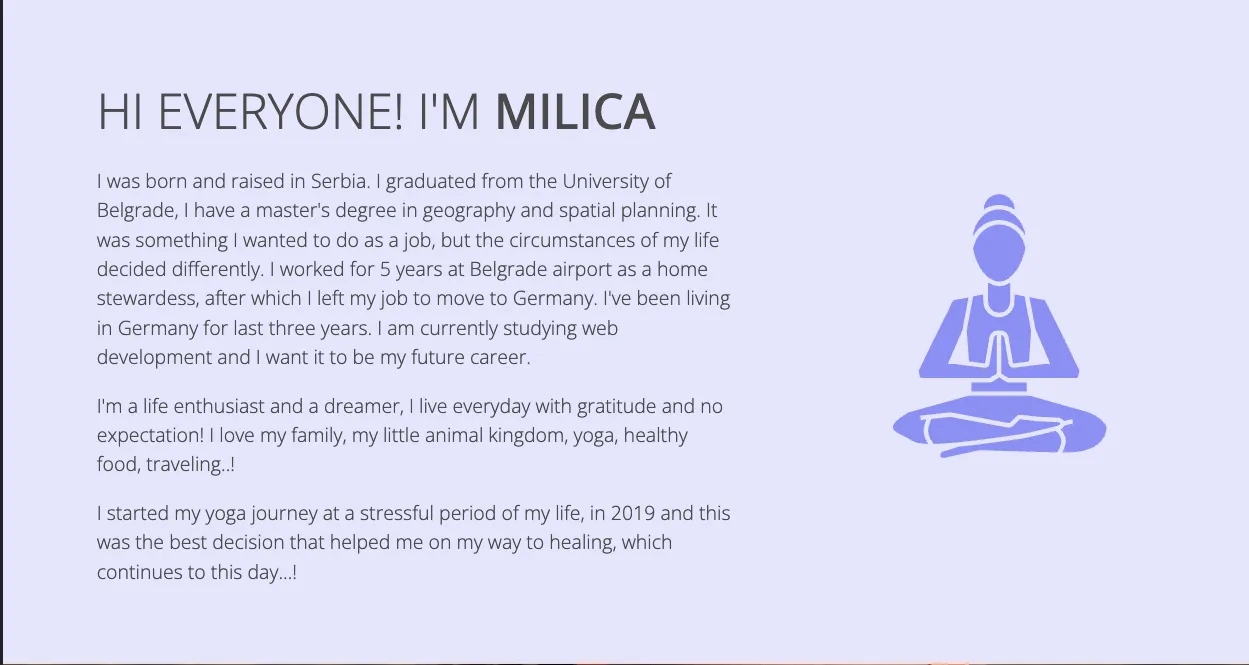 HI EVERYONE! I'M MILICA
I was born and raised in Serbia. I graduated from the University of
Belgrade, I have a master's degree in geography and spatial planning. It
was something I wanted to do as a job, but the circumstances of my life
decided differently. I worked for 5 years at Belgrade airport as a home
stewardess, after which I left my job to move to Germany. I've been living
in Germany for last three years. I am currently studying web
development and I want it to be my future career.
I'm a life enthusiast and a dreamer, I live everyday with gratitude and no
expectation! I love my family, my little animal kingdom, yoga, healthy
food, traveling..!
I started my yoga journey at a stressful period of my life, in 2019 and this
was the best decision that helped me on my way to healing, which
continues to this day...!